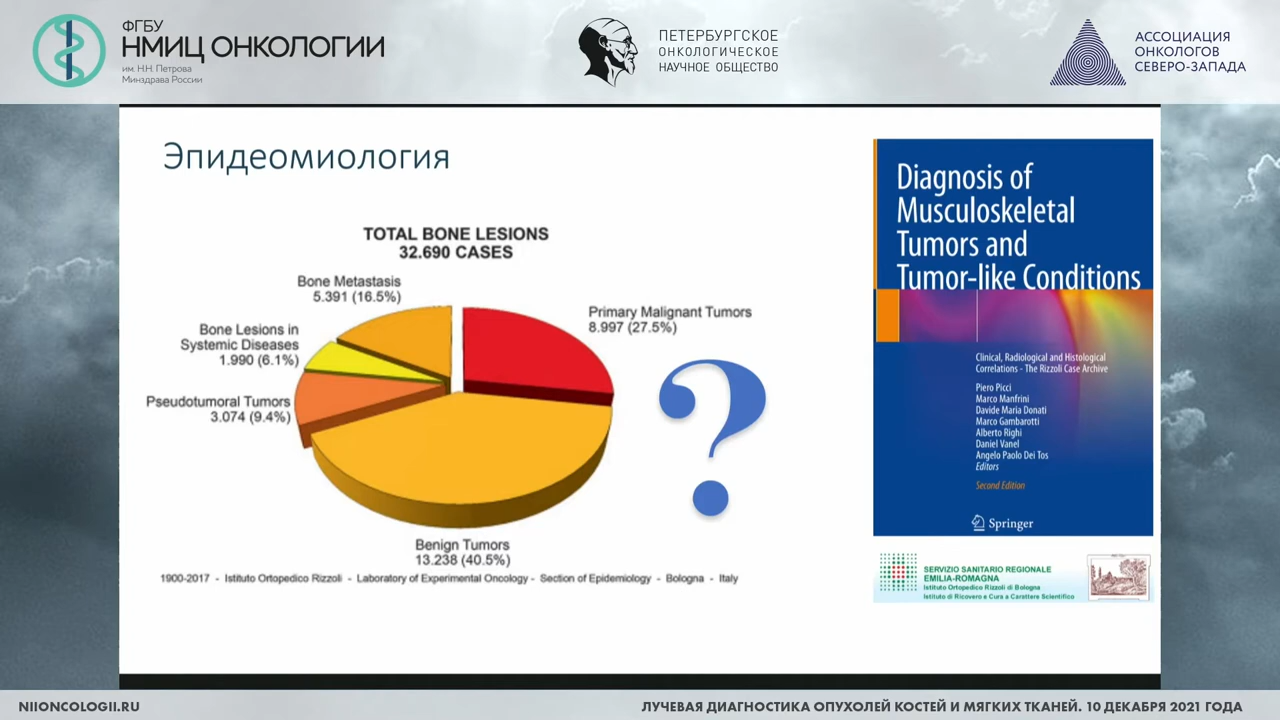 ФГБУ
НМИЦ ОНКОЛОГИИ
им. Н.Н. Петрова
Минздрава России
ПЕТЕРБУРГСКОЕ
ОНКОЛОГИЧЕСКОЕ
НАУЧНОЕ ОБЩЕСТВО
АССОЦИАЦИЯ
ОНКОЛОГОВ
СЕВЕРО-ЗАПАДА
Эпидеомиология
TOTAL BONE LESIONS
32.690 CASES
Bone Metastasis
5.391 (16.5%)
Primary Malignant Tumors
8.997 (27.5%)
Bone Lesions in
Systemic Diseases
1.990 (6.1%)
Pseudotumoral Tumors
3.074 (9.4%)
?
Benign Tumors
13.238 (40.5%)
1900-2017 - Istituto Ortopedico Rizzoli - Laboratory of Experimental Oncology - Section of Epidemiology - Bologna - Italy
Diagnosis of
Musculoskeletal
Tumors and
Tumor-like Conditions
Clinical, Radiological and Histological
Correlations - The Rizzoli Case Archive
Piero Picci
Marco Manfrini
Davide Maria Donati
Marco Gambarotti
Alberto Righi
Daniel Vanel
Angelo Paolo Dei Tos
Editors
Second Edition
Springer
SERVIZIO SANITARIO REGIONALE
EMILIA-ROMAGNA
Istituto Ortopedico Rizzoli di Bologna
Istituto di Ricovero e Cura a Carattere Scientifico
NIIONCOLOGII.RU
ЛУЧЕВАЯ ДИАГНОСТИКА ОПУХОЛЕЙ КОСТЕЙ И МЯГКИХ ТКАНЕЙ. 10 ДЕКАБРЯ 2021 ГОДА